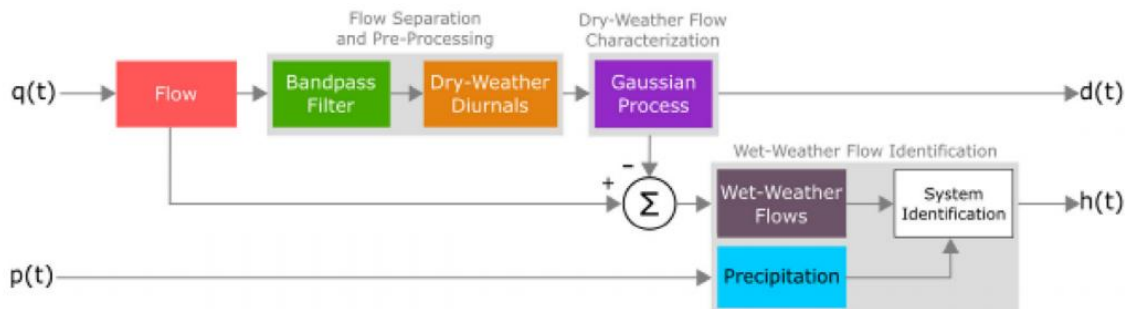 Flow Separation
and Pre-Processing
Dry-Weather Flow
Characterization
q(t)
Flow
Bandpass
Filter
Dry-Weather
Diurnals
Gaussian
Process
d(t)
Wet-Weather Flow Identification
+
−
Σ
Wet-Weather
Flows
System
Identification
h(t)
p(t)
Precipitation